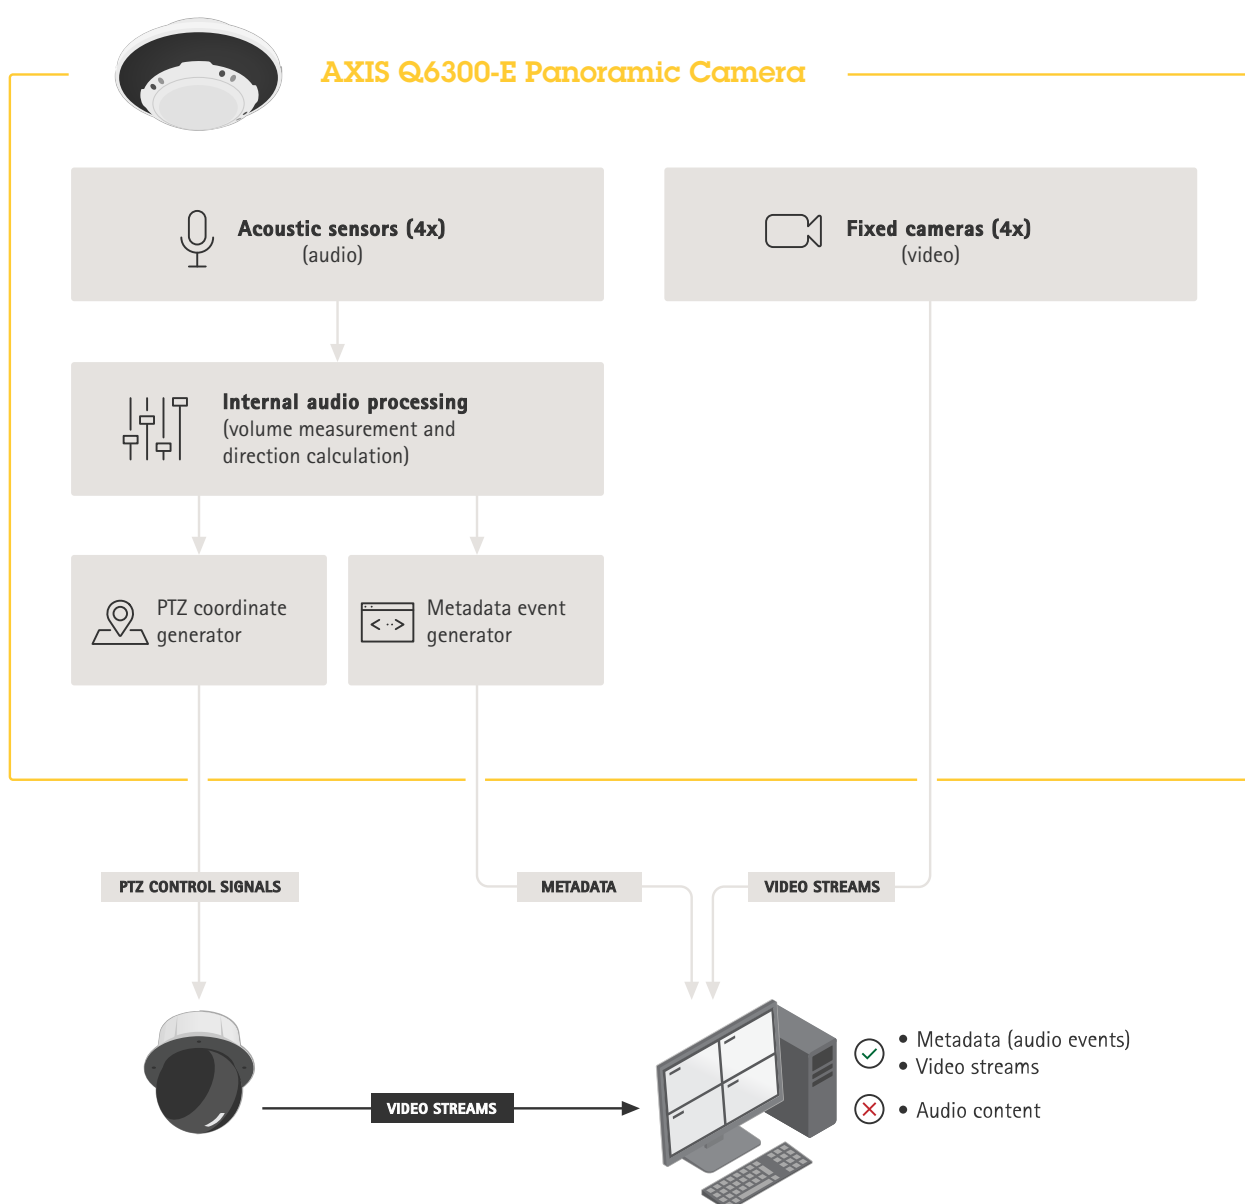 AXIS Q6300-E Panoramic Camera
Acoustic sensors (4x)
(audio)
Fixed cameras (4x)
(video)
Internal audio processing
(volume measurement and
direction calculation)
PTZ coordinate
generator
Metadata event
generator
PTZ CONTROL SIGNALS
METADATA
VIDEO STREAMS
• Metadata (audio events)
• Video streams
• Audio content
VIDEO STREAMS